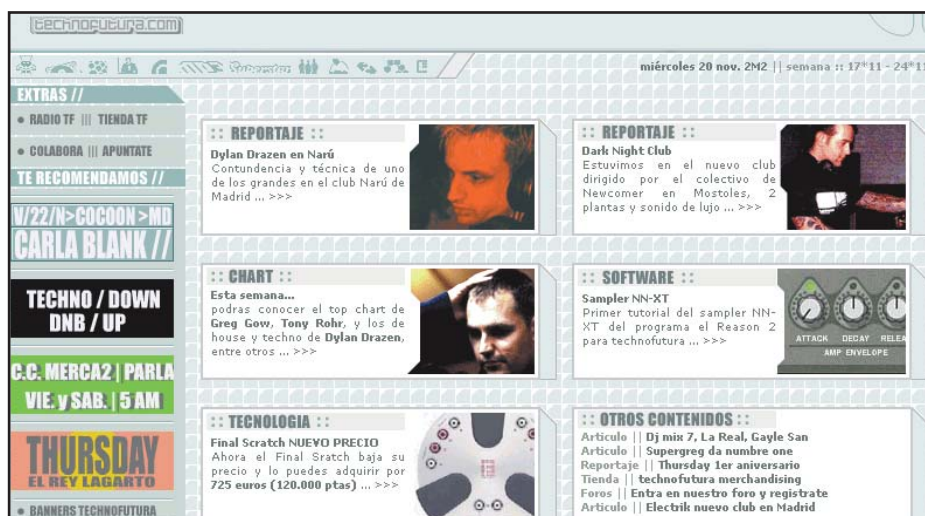 technofutura.com
Superstar
miércoles 20 nov. 2M2 || semana :: 17*11 - 24*11
EXTRAS //
• RADIO TF ||| TIENDA TF
• COLABORA ||| APUNTATE
TE RECOMENDAMOS //
V/22/N>COCOON>MD
CARLA BLANK //
TECHNO / DOWN
DNB / UP
C.C. MERCA2 | PARLA
VIE. y SAB. | 5 AM
THURSDAY
EL REY LAGARTO
• BANNERS TECHNOFUTURA
:: REPORTAJE ::
Dylan Drazen en Narú
Contundencia y técnica de uno
de los grandes en el club Narú de
Madrid ... >>>
:: REPORTAJE ::
Dark Night Club
Estuvimos en el nuevo club
dirigido por el colectivo de
Newcomer en Mostoles, 2
plantas y sonido de lujo ... >>>
:: CHART ::
Esta semana...
podras conocer el top chart de
Greg Gow, Tony Rohr, y los de
house y techno de Dylan Drazen,
entre otros ... >>>
:: SOFTWARE ::
Sampler NN-XT
Primer tutorial del sampler NN-
XT del programa el Reason 2
para technofutura ... >>>
ATTACK DECAY RELEA
AMP ENVELOPE
:: TECNOLOGIA ::
Final Scratch NUEVO PRECIO
Ahora el Final Sratch baja su
precio y lo puedes adquirir por
725 euros (120.000 ptas) ... >>>
:: OTROS CONTENIDOS ::
Articulo || Dj mix 7, La Real, Gayle San
Articulo || Supergreg da numbre one
Reportaje || Thursday 1er aniversario
Tienda || technofutura merchandising
Foros || Entra en nuestro foro y registrate
Articulo || Electrik nuevo club en Madrid